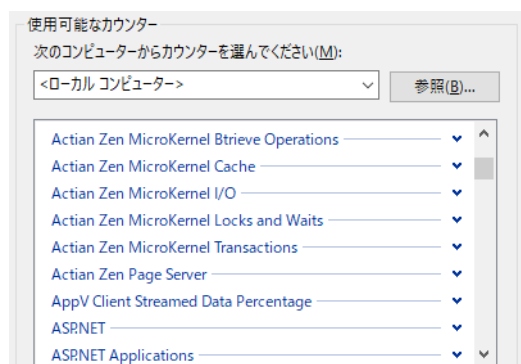 使用可能なカウンター
次のコンピューターからカウンターを選んでください(M):
<ローカル コンピューター>
参照(B)...
Actian Zen MicroKernel Btrieve Operations
Actian Zen MicroKernel Cache
Actian Zen MicroKernel I/O
Actian Zen MicroKernel Locks and Waits
Actian Zen MicroKernel Transactions
Actian Zen Page Server
AppV Client Streamed Data Percentage
ASP.NET
ASP.NET Applications